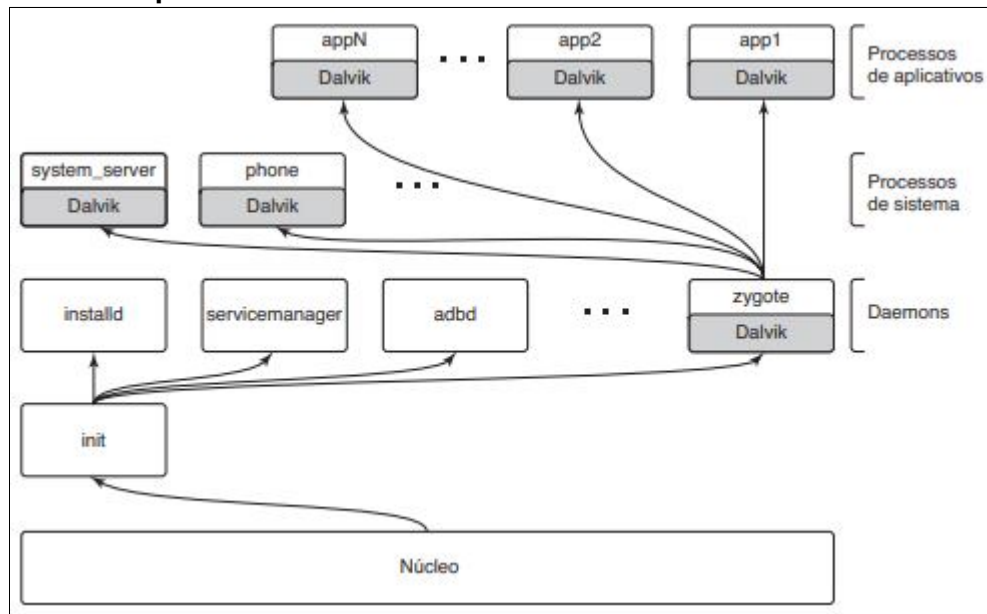 appN
app2
app1
Dalvik
Dalvik
Dalvik
Processos
de aplicativos
system_server
phone
Dalvik
Dalvik
Processos
de sistema
installd
servicemanager
adbd
zygote
Dalvik
Daemons
init
Núcleo